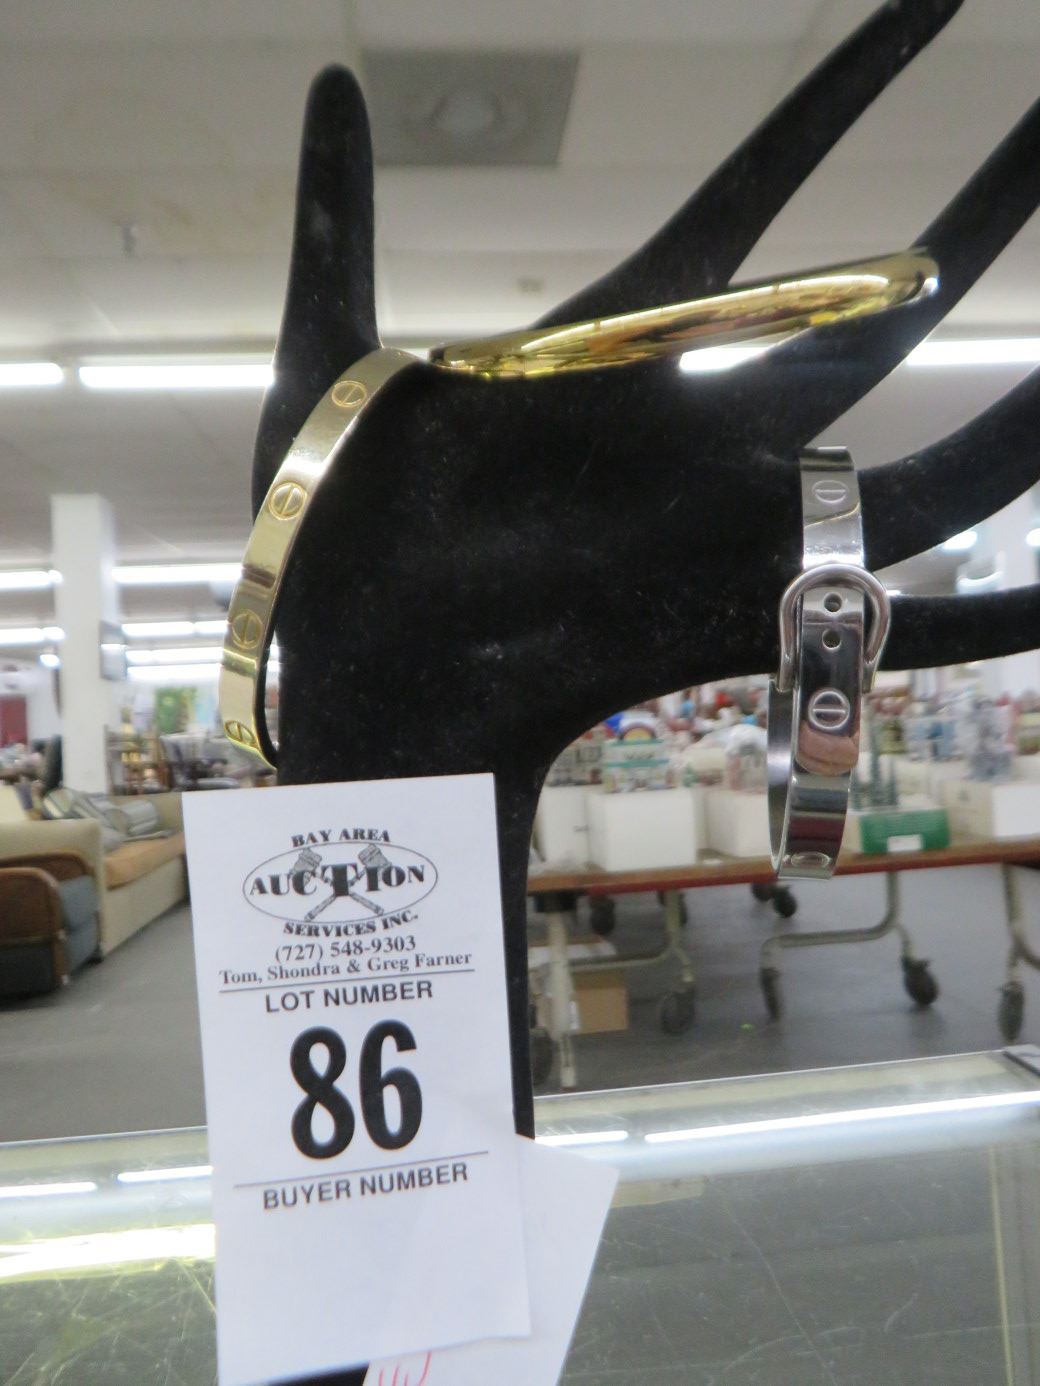 BAY AREA
AUCTION
SERVICES INC.
(727) 548-9303
Tom, Shondra & Greg Farner
LOT NUMBER
86
BUYER NUMBER